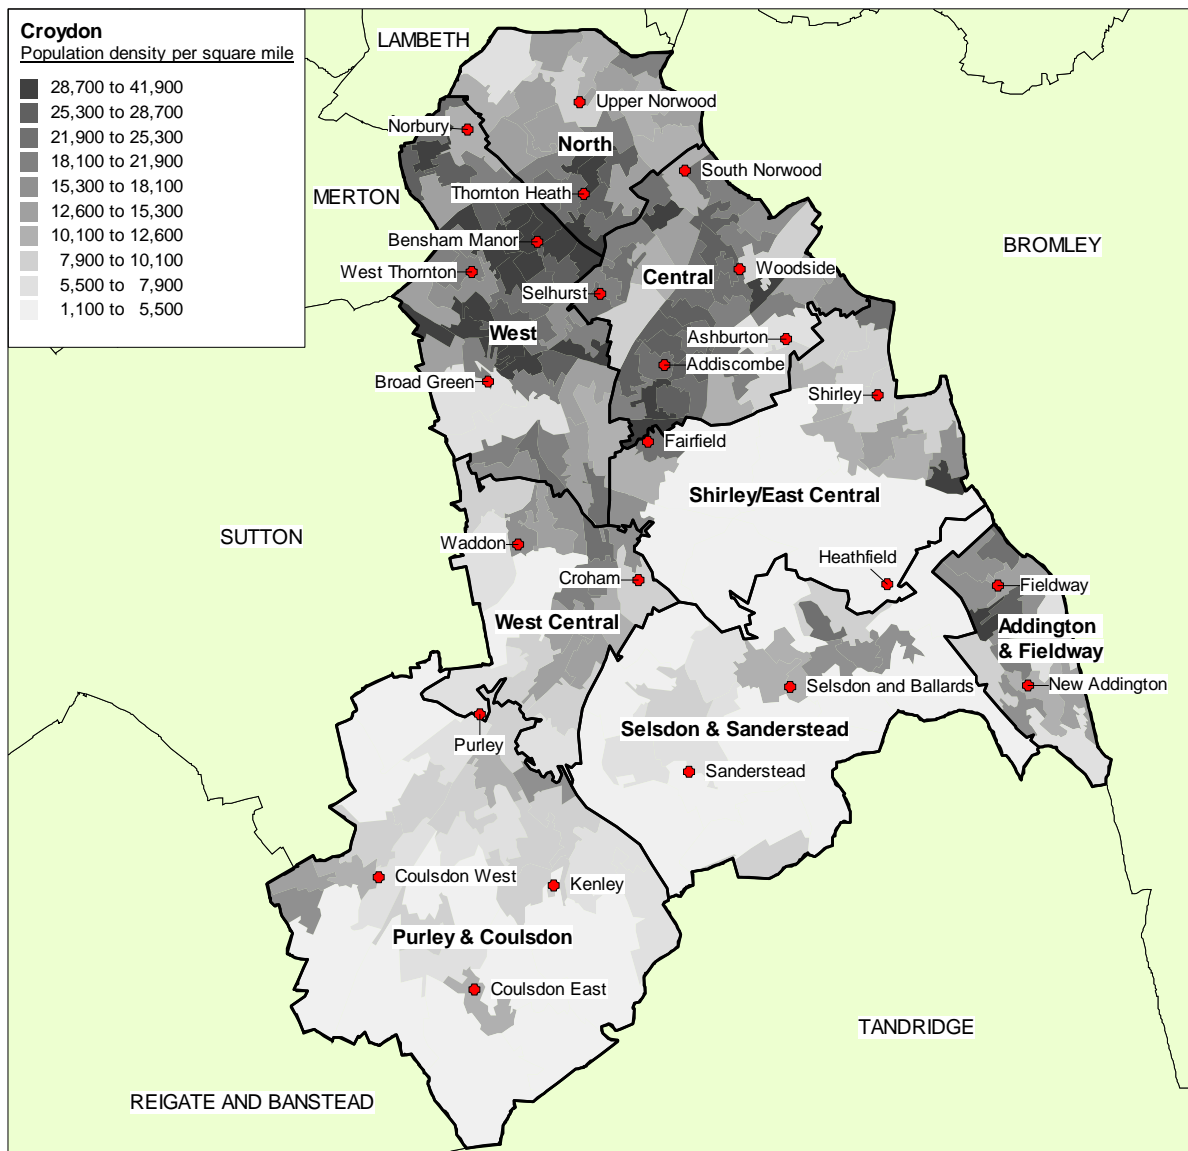 Croydon
Population density per square mile
28,700 to 41,900
25,300 to 28,700
21,900 to 25,300
18,100 to 21,900
15,300 to 18,100
12,600 to 15,300
10,100 to 12,600
7,900 to 10,100
5,500 to 7,900
1,100 to 5,500
LAMBETH
Upper Norwood
Norbury
North
South Norwood
MERTON
Thornton Heath
Bensham Manor
BROMLEY
West Thornton
Woodside
Central
Selhurst
West
Ashburton
Addiscombe
Broad Green
Shirley
Fairfield
Shirley/East Central
SUTTON
Waddon
Heathfield
Croham
Fieldway
West Central
Addington
& Fieldway
New Addington
Selsdon and Ballards
Selsdon & Sanderstead
Purley
Sanderstead
Coulsdon West
Kenley
Purley & Coulsdon
Coulsdon East
TANDRIDGE
REIGATE AND BANSTEAD